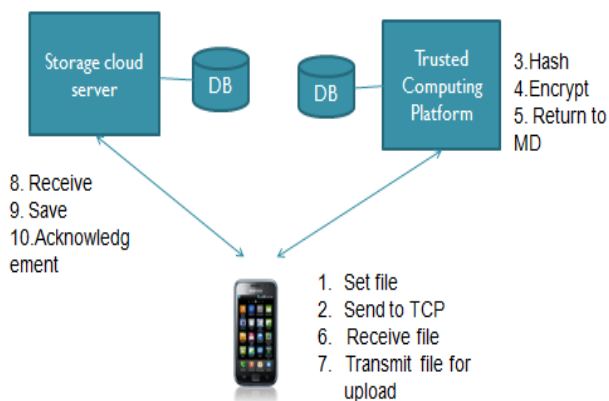 Storage cloud
server
DB
DB
Trusted
Computing
Platform
3.Hash
4.Encrypt
5. Return to
MD
8. Receive
9. Save
10.Acknowledg
ement
1. Set file
2. Send to TCP
6. Receive file
7. Transmit file for
upload